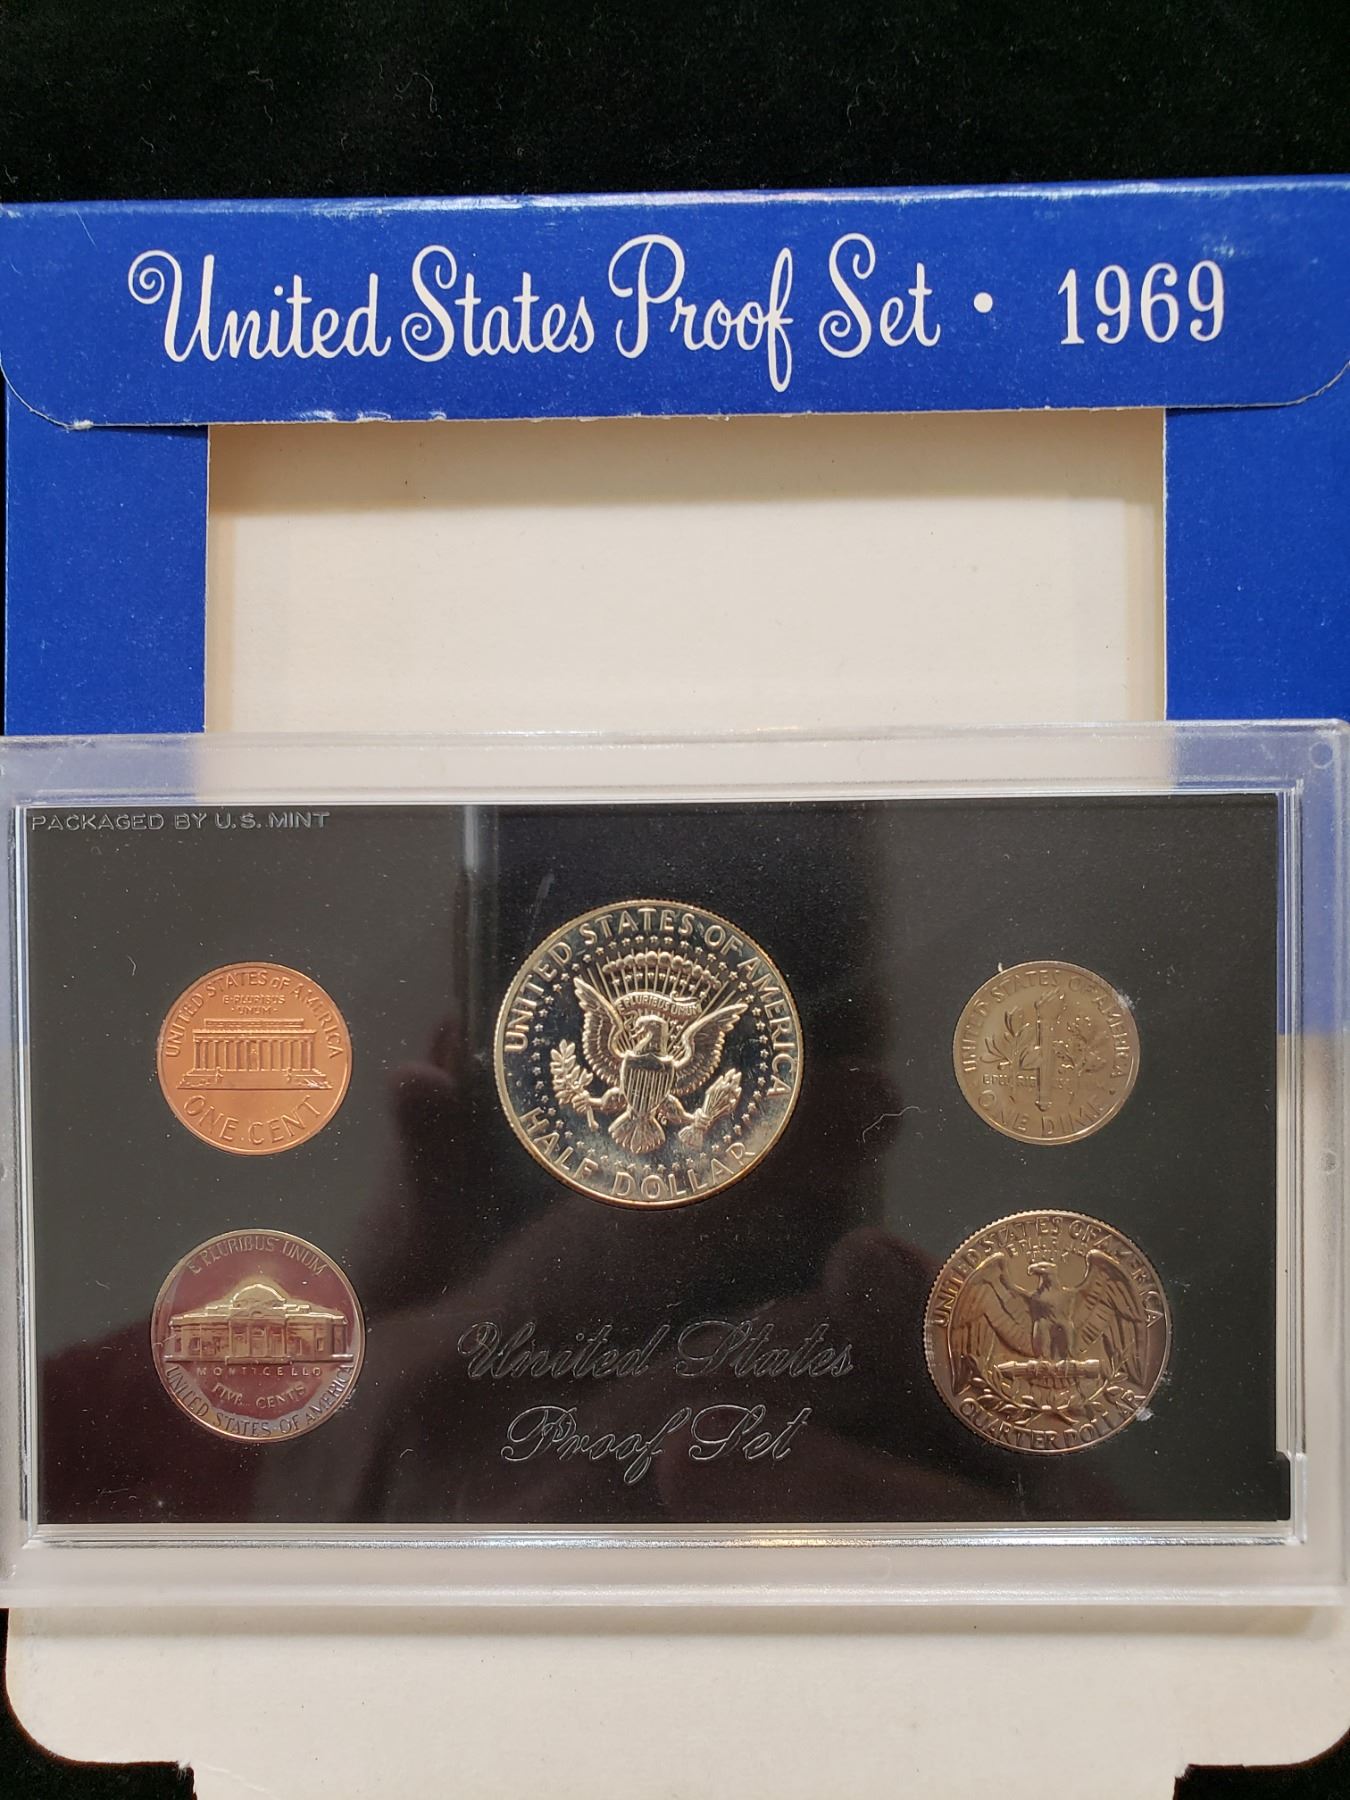 United States Proof Set · 1969
PACKAGED BY U.S. MINT
UNITED STATES OF AMERICA
E·PLURIBUS
·UNUM·
ONE CENT
UNITED STATES OF AMERICA
E PLURIBUS UNUM
HALF DOLLAR
UNITED STATES OF AMERICA
ONE DIME
E PLURIBUS UNUM
MONTICELLO
FIVE CENTS
UNITED STATES OF AMERICA
UNITED STATES OF AMERICA
QUARTER DOLLAR
United States
Proof Set